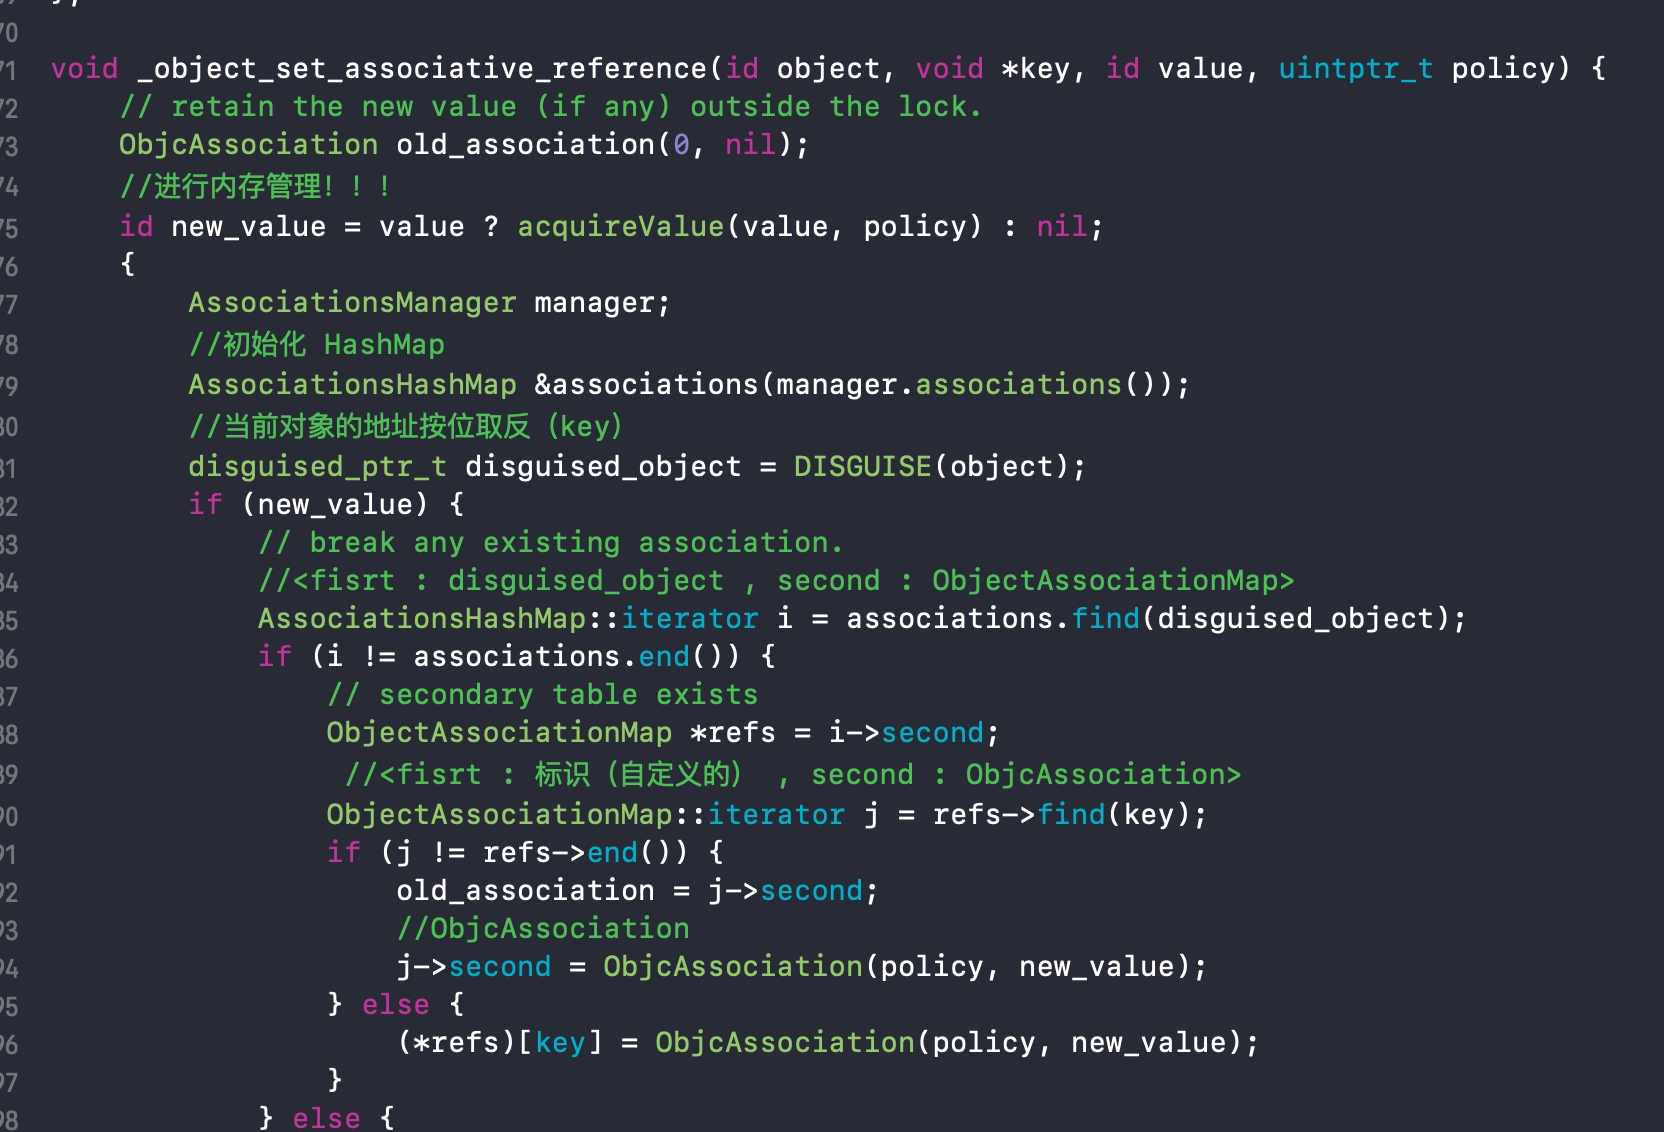 70
71 void _object_set_associative_reference(id object, void *key, id value, uintptr_t policy) {
72 // retain the new value (if any) outside the lock.
73 ObjcAssociation old_association(0, nil);
74 //进行内存管理！！！
75 id new_value = value ? acquireValue(value, policy) : nil;
76 {
77 AssociationsManager manager;
78 //初始化 HashMap
79 AssociationsHashMap &associations(manager.associations());
80 //当前对象的地址按位取反（key）
81 disguised_ptr_t disguised_object = DISGUISE(object);
82 if (new_value) {
83 // break any existing association.
84 //<fisrt : disguised_object , second : ObjectAssociationMap>
85 AssociationsHashMap::iterator i = associations.find(disguised_object);
86 if (i != associations.end()) {
87 // secondary table exists
88 ObjectAssociationMap *refs = i->second;
89 //<fisrt : 标识（自定义的） , second : ObjcAssociation>
90 ObjectAssociationMap::iterator j = refs->find(key);
91 if (j != refs->end()) {
92 old_association = j->second;
93 //ObjcAssociation
94 j->second = ObjcAssociation(policy, new_value);
95 } else {
96 (*refs)[key] = ObjcAssociation(policy, new_value);
97 }
98 } else {